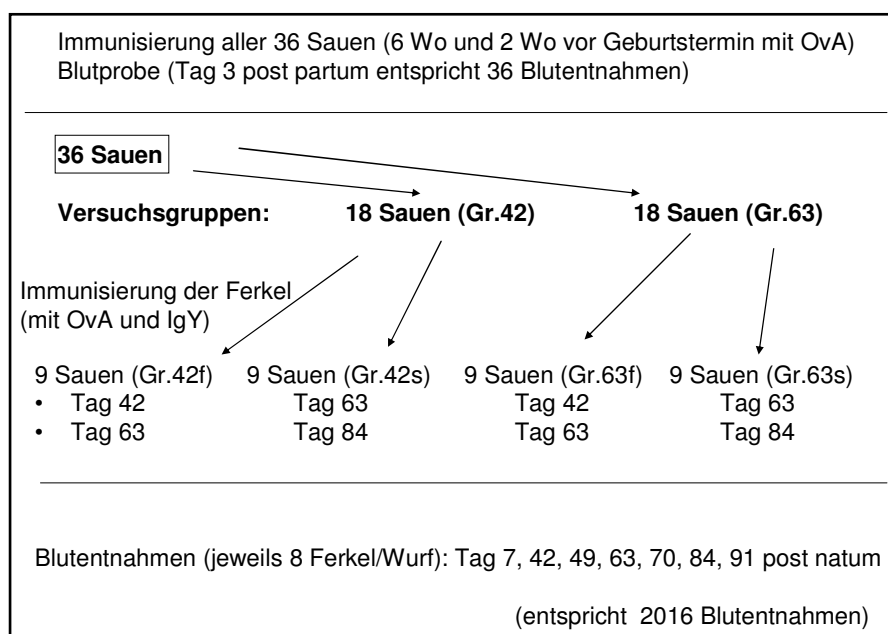 Immunisierung aller 36 Sauen (6 Wo und 2 Wo vor Geburtstermin mit OvA)
Blutprobe (Tag 3 post partum entspricht 36 Blutentnahmen)
36 Sauen
Versuchsgruppen: 18 Sauen (Gr.42) 18 Sauen (Gr.63)
Immunisierung der Ferkel
(mit OvA und IgY)
9 Sauen (Gr.42f) 9 Sauen (Gr.42s) 9 Sauen (Gr.63f) 9 Sauen (Gr.63s)
• Tag 42 Tag 63 Tag 42 Tag 63
• Tag 63 Tag 84 Tag 63 Tag 84
Blutentnahmen (jeweils 8 Ferkel/Wurf): Tag 7, 42, 49, 63, 70, 84, 91 post natum
(entspricht 2016 Blutentnahmen)